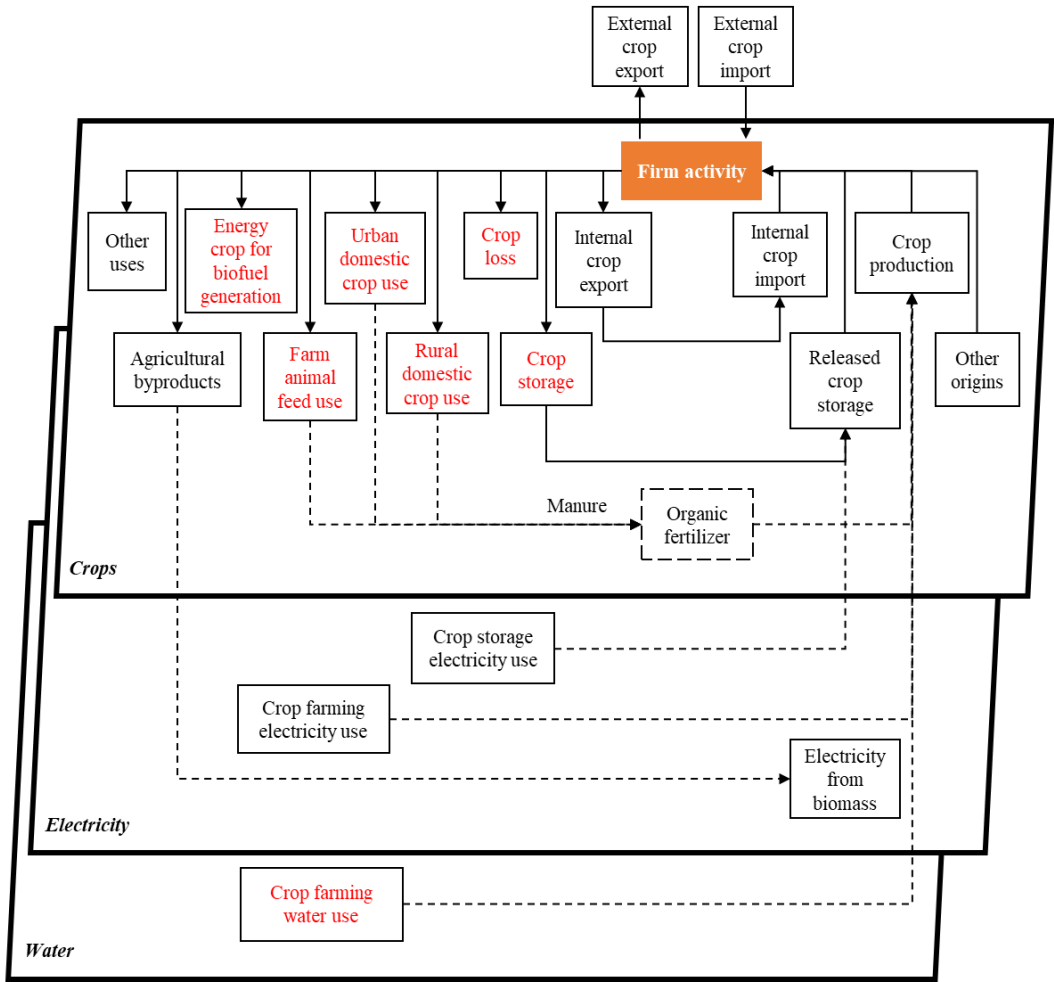 External
crop
export
External
crop
import
Firm activity
Other
uses
Energy
crop for
biofuel
generation
Urban
domestic
crop use
Crop
loss
Internal
crop
export
Internal
crop
import
Crop
production
Agricultural
byproducts
Farm
animal
feed use
Rural
domestic
crop use
Crop
storage
Released
crop
storage
Other
origins
Manure
Organic
fertilizer
Crops
Crop storage
electricity use
Crop farming
electricity use
Electricity
from
biomass
Electricity
Crop farming
water use
Water